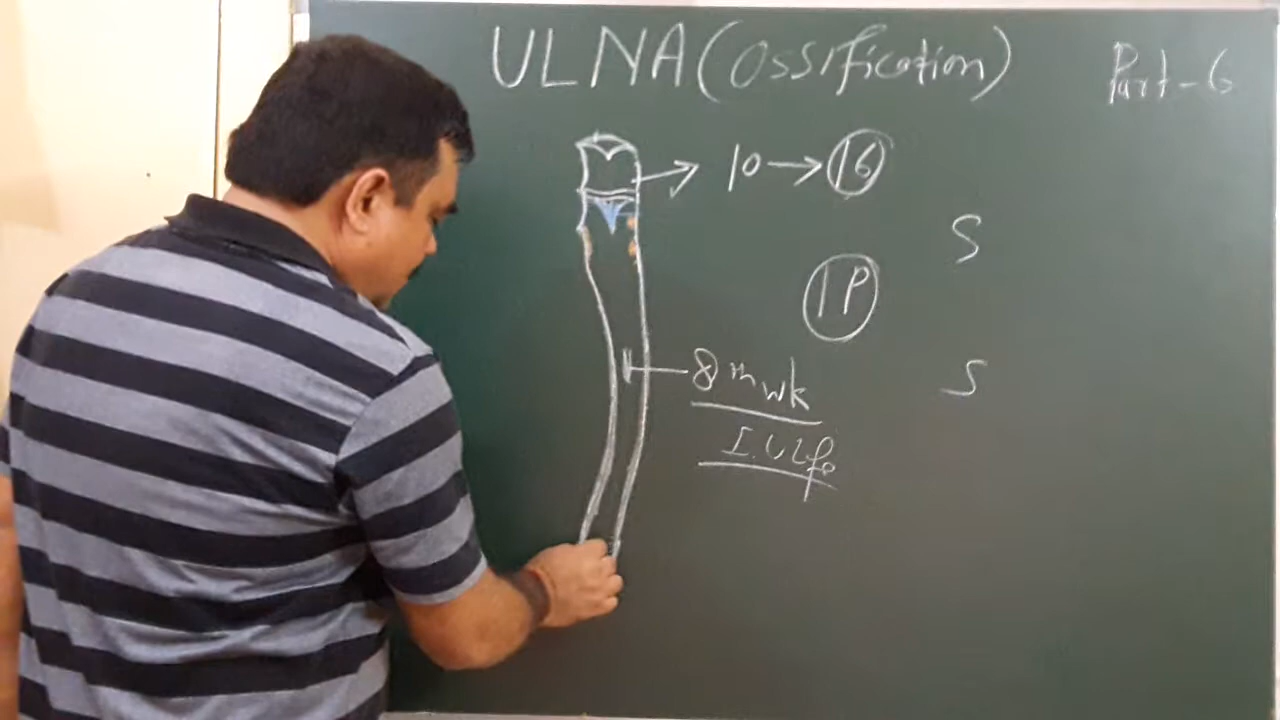 ULNA (Ossification)
Part-6
10 → 16
S
1P
8th wk
S
I.U Life